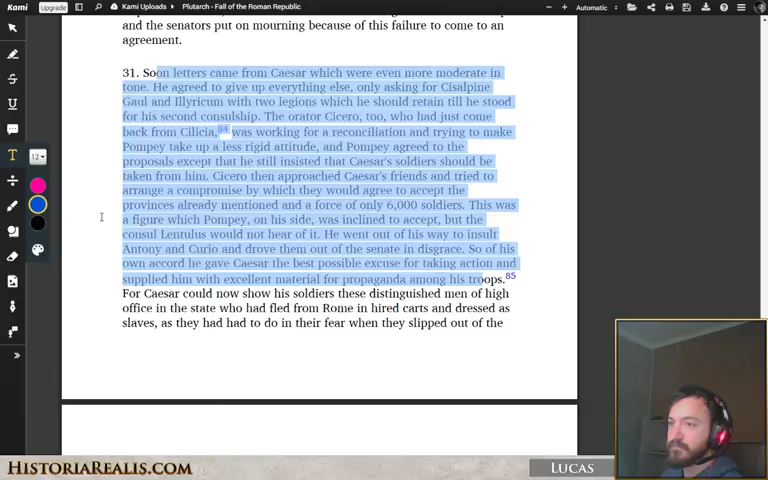 Kami
Upgrade
Kami Uploads > Plutarch - Fall of the Roman Republic
Automatic
and the senators put on mourning because of this failure to come to an
agreement.
31. Soon letters came from Caesar which were even more moderate in
tone. He agreed to give up everything else, only asking for Cisalpine
Gaul and Illyricum with two legions which he should retain till he stood
for his second consulship. The orator Cicero, too, who had just come
back from Cilicia,84 was working for a reconciliation and trying to make
Pompey take up a less rigid attitude, and Pompey agreed to the
proposals except that he still insisted that Caesar's soldiers should be
taken from him. Cicero then approached Caesar's friends and tried to
arrange a compromise by which they would agree to accept the
provinces already mentioned and a force of only 6,000 soldiers. This was
a figure which Pompey, on his side, was inclined to accept, but the
consul Lentulus would not hear of it. He went out of his way to insult
Antony and Curio and drove them out of the senate in disgrace. So of his
own accord he gave Caesar the best possible excuse for taking action and
supplied him with excellent material for propaganda among his troops.85
For Caesar could now show his soldiers these distinguished men of high
office in the state who had fled from Rome in hired carts and dressed as
slaves, as they had had to do in their fear when they slipped out of the
12
HISTORIAREALIS.COM
LUCAS